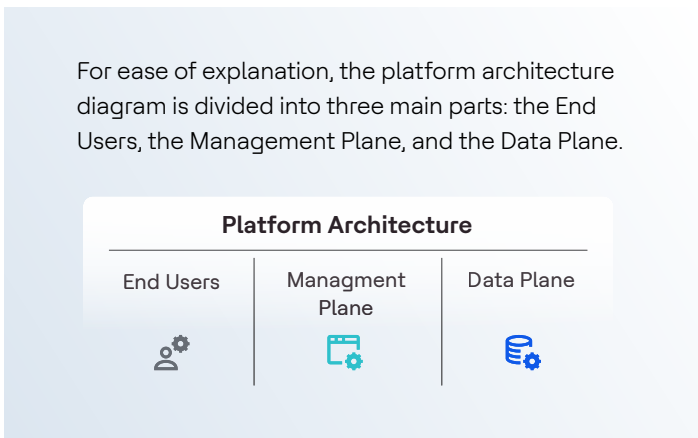 For ease of explanation, the platform architecture
diagram is divided into three main parts: the End
Users, the Management Plane, and the Data Plane.
Platform Architecture
End Users
Managment
Plane
Data Plane